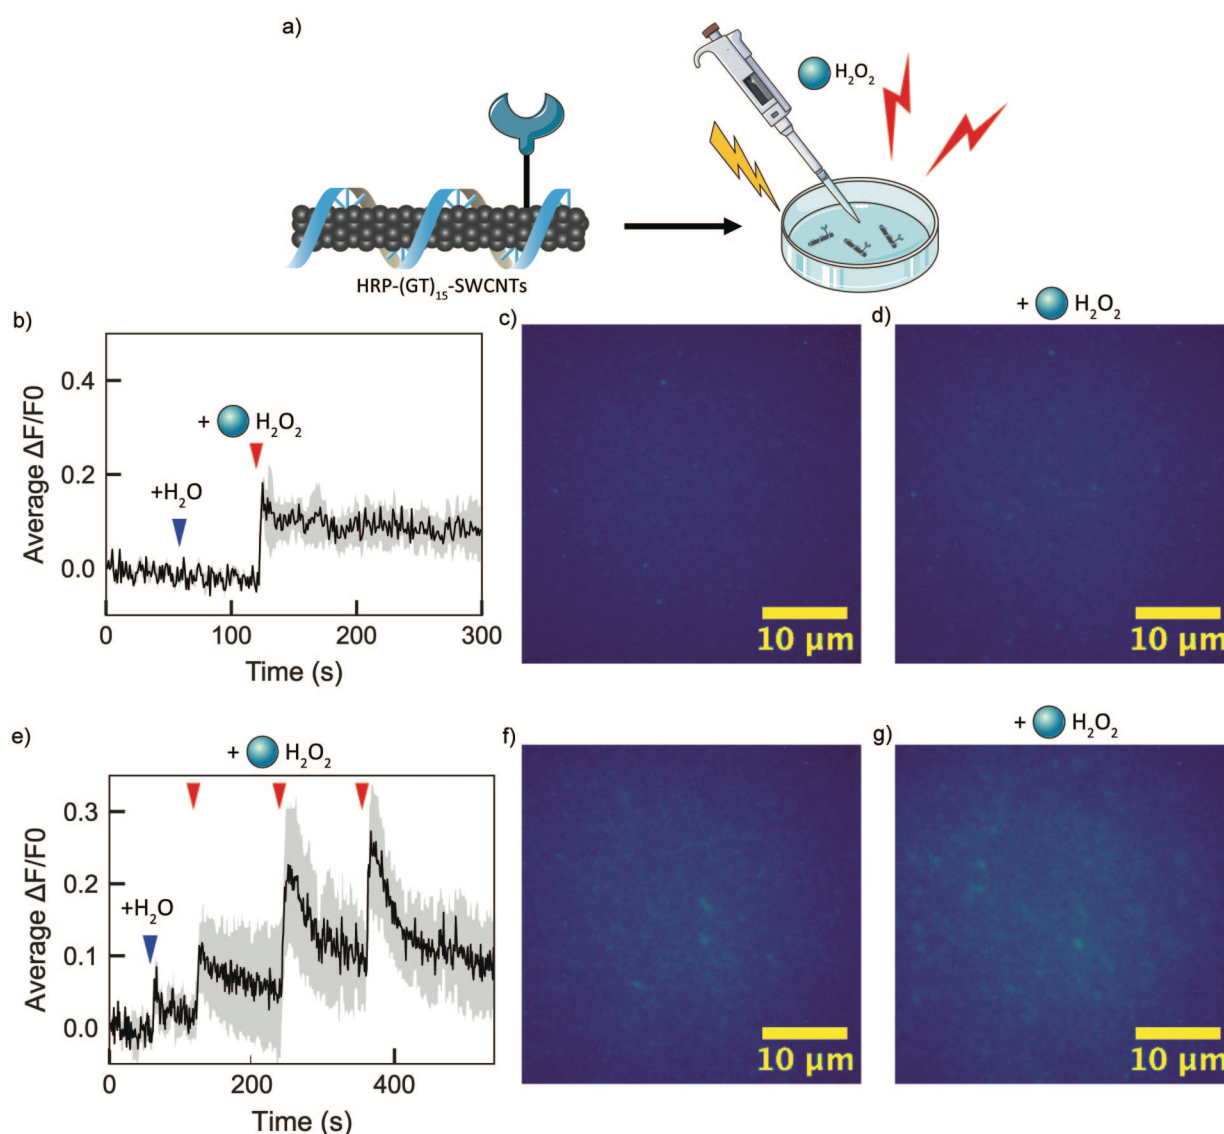 a)
H₂O₂
HRP-(GT)₁₅-SWCNTs
b)
Average ΔF/F0
0.4
0.2
0.0
+ H₂O₂
+H₂O
0
100
200
300
Time (s)
c)
10 µm
d)
+ H₂O₂
10 µm
e)
Average ΔF/F0
0.3
0.2
0.1
0.0
+ H₂O₂
+H₂O
0
200
400
Time (s)
f)
10 µm
g)
+ H₂O₂
10 µm